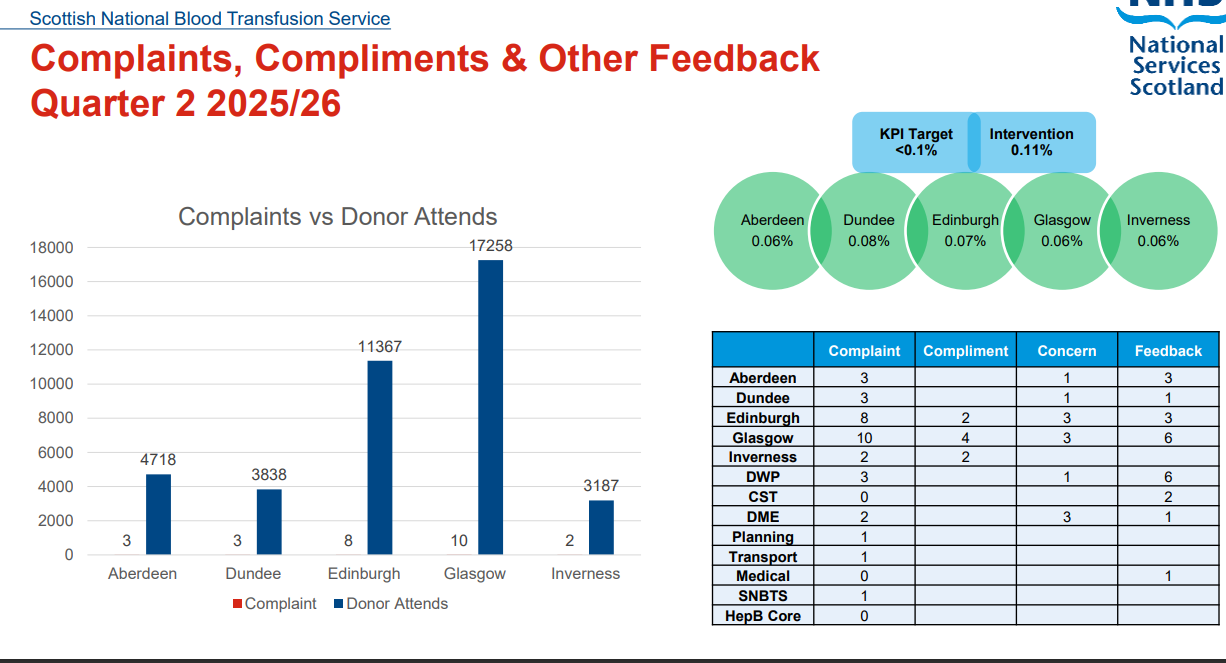 Scottish National Blood Transfusion Service
NHS
National
Services
Scotland
Complaints, Compliments & Other Feedback
Quarter 2 2025/26
KPI Target
<0.1%
Intervention
0.11%
Aberdeen
0.06%
Dundee
0.08%
Edinburgh
0.07%
Glasgow
0.06%
Inverness
0.06%
Complaints vs Donor Attends
18000
16000
14000
12000
10000
8000
6000
4000
2000
0
3 4718
3 3838
8 11367
10 17258
2 3187
Aberdeen Dundee Edinburgh Glasgow Inverness
Complaint Donor Attends
Complaint Compliment Concern Feedback
Aberdeen 3 1 3
Dundee 3 1 1
Edinburgh 8 2 3 3
Glasgow 10 4 3 6
Inverness 2 2
DWP 3 1 6
CST 0 2
DME 2 3 1
Planning 1
Transport 1
Medical 0 1
SNBTS 1
HepB Core 0